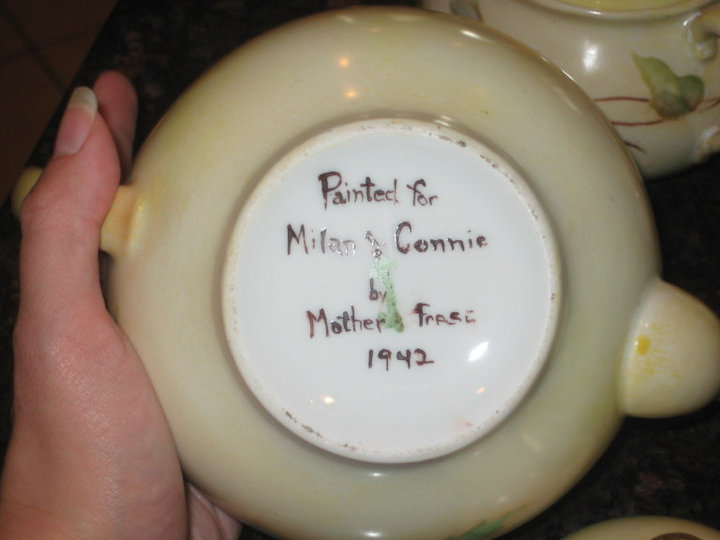 Painted for
Milan & Connie
by
Mother
1942